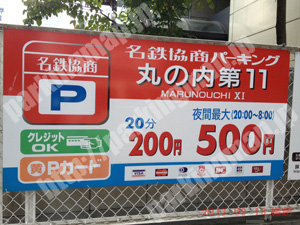 名鉄協商パーキング
丸の内第11
MARUNOUCHI XI
名鉄協商
P
クレジット
OK
Pカード
20分
200円
夜間最大(20:00~8:00)
500円